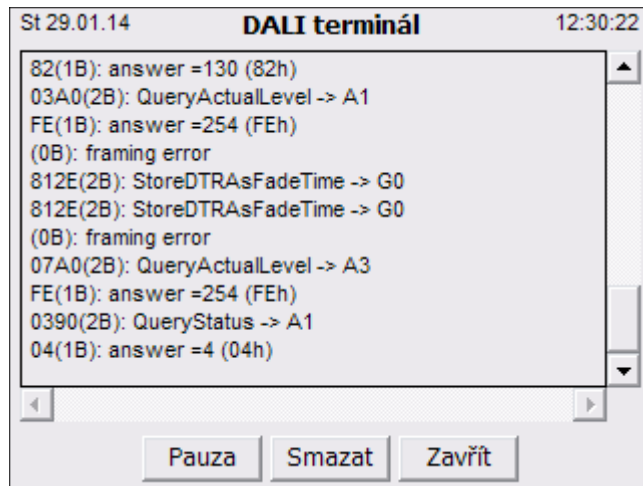 St 29.01.14 DALI terminál 12:30:22
82(1B): answer =130 (82h)
03A0(2B): QueryActualLevel -> A1
FE(1B): answer =254 (FEh)
(0B): framing error
812E(2B): StoreDTRAsFadeTime -> G0
812E(2B): StoreDTRAsFadeTime -> G0
(0B): framing error
07A0(2B): QueryActualLevel -> A3
FE(1B): answer =254 (FEh)
0390(2B): QueryStatus -> A1
04(1B): answer =4 (04h)
Pauza Smazat Zavřít